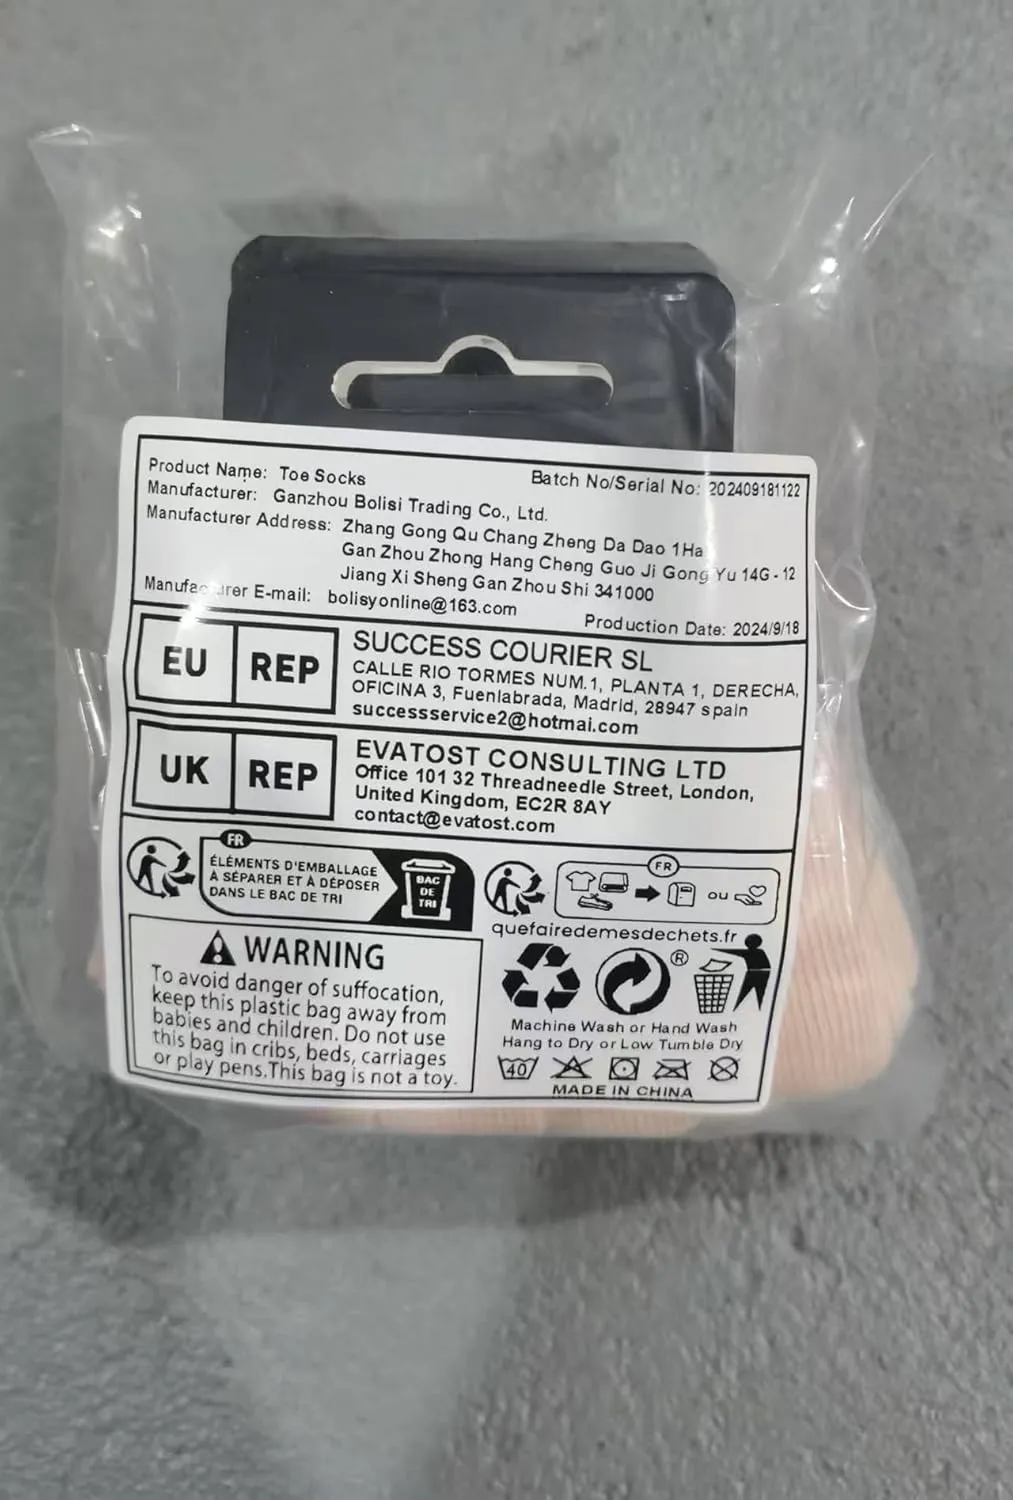 Product Name: Toe Socks
Batch No/Serial No: 202409181122
Manufacturer: Ganzhou Bolisi Trading Co., Ltd.
Manufacturer Address: Zhang Gong Qu Chang Zheng Da Dao 1Ha
Gan Zhou Zhong Hang Cheng Guo Ji Gong Yu 14G-12
Jiang Xi Sheng Gan Zhou Shi 341000
Manufacturer E-mail: bolisyonline@163.com
Production Date: 2024/9/18
EU REP
SUCCESS COURIER SL
CALLE RIO TORMES NUM.1, PLANTA 1, DERECHA,
OFICINA 3, Fuenlabrada, Madrid, 28947 spain
successservice2@hotmai.com
UK REP
EVATOST CONSULTING LTD
Office 101 32 Threadneedle Street, London,
United Kingdom, EC2R 8AY
contact@evatost.com
FR
ÉLÉMENTS D'EMBALLAGE
À SÉPARER ET À DÉPOSER
DANS LE BAC DE TRI
BAC
DE
TRI
FR
ou
quefairedemesdechets.fr
WARNING
To avoid danger of suffocation,
keep this plastic bag away from
babies and children. Do not use
this bag in cribs, beds, carriages
or play pens.This bag is not a toy.
®
Machine Wash or Hand Wash
Hang to Dry or Low Tumble Dry
40
MADE IN CHINA